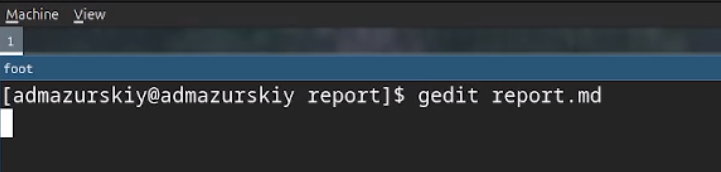 Machine View
1
foot
[admazurskiy@admazurskiy report]$ gedit report.md